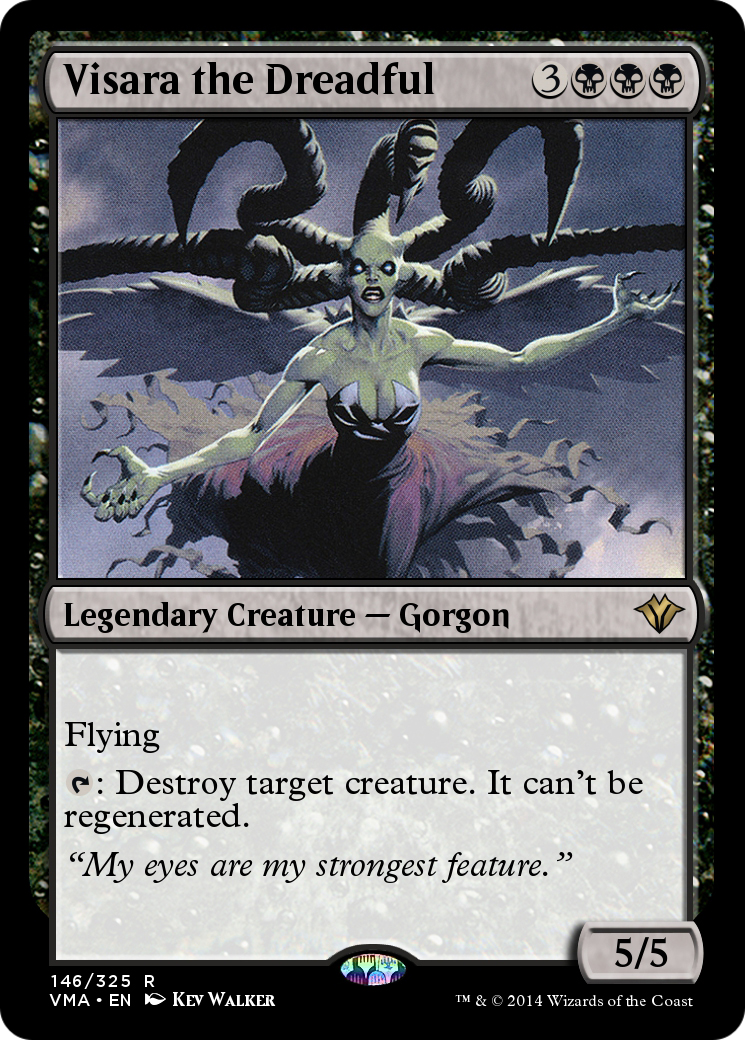 Visara the Dreadful 3
Legendary Creature — Gorgon
Flying
: Destroy target creature. It can't be
regenerated.
“My eyes are my strongest feature.”
5/5
146/325 R
VMA • EN Kev Walker
™ & © 2014 Wizards of the Coast